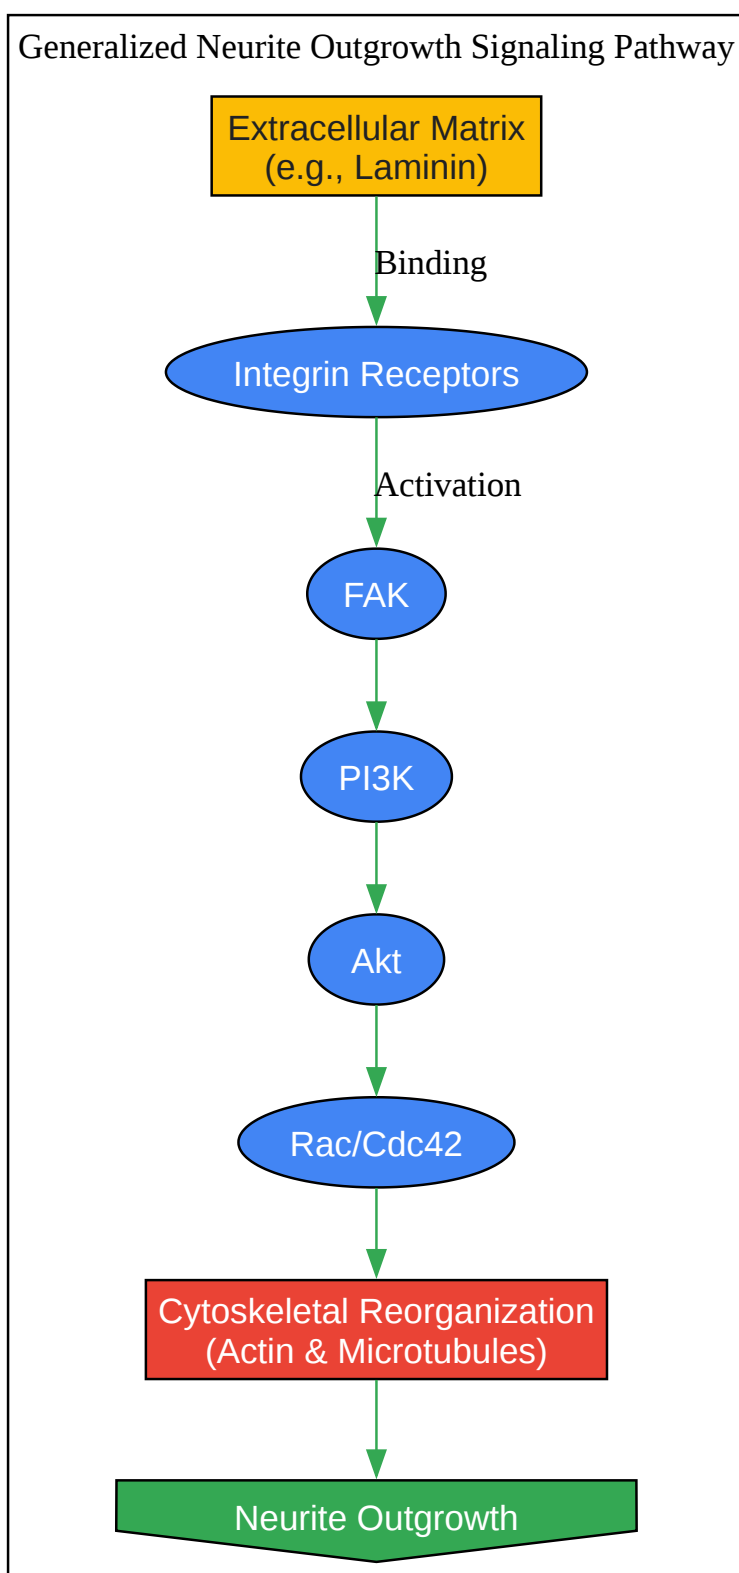 Generalized Neurite Outgrowth Signaling Pathway
Extracellular Matrix
(e.g., Laminin)
Binding
Integrin Receptors
Activation
FAK
PI3K
Akt
Rac/Cdc42
Cytoskeletal Reorganization
(Actin & Microtubules)
Neurite Outgrowth